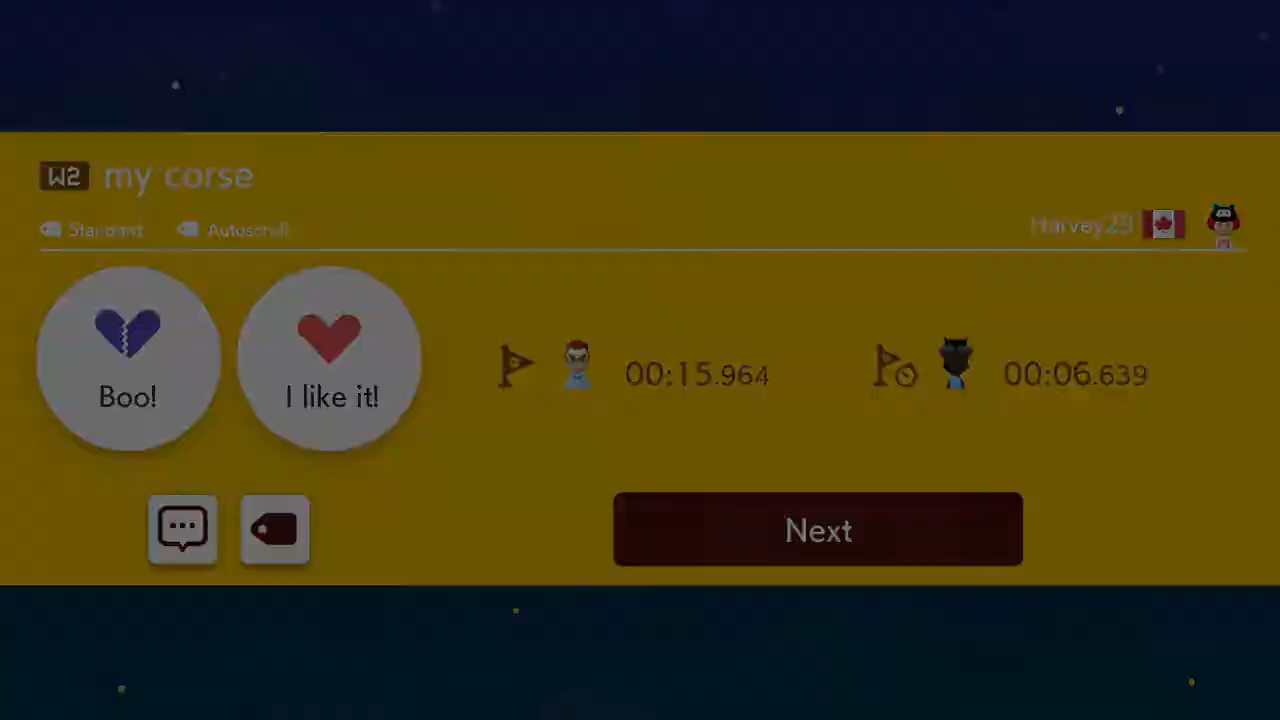 W2 my corse
Standard Autoscroll
Harvey29
Boo! I like it!
00:15.964 00:06.639
Next